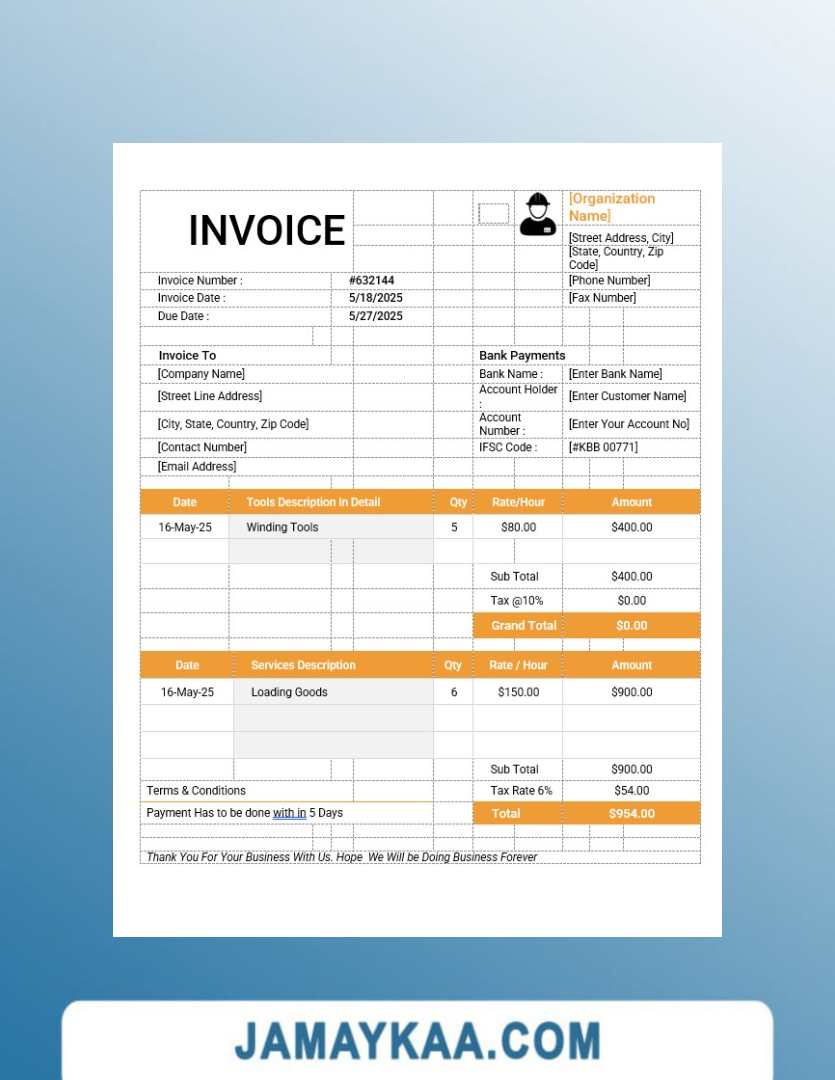 INVOICE
[Organization
Name]
[Street Address, City]
[State, Country, Zip
Code]
Invoice Number : #632144 [Phone Number]
Invoice Date : 5/18/2025 [Fax Number]
Due Date : 5/27/2025
Invoice To Bank Payments
[Company Name] Bank Name : [Enter Bank Name]
[Street Line Address] Account Holder : [Enter Customer Name]
[City, State, Country, Zip Code] Account Number : [Enter Your Account No]
[Contact Number] IFSC Code : [#KBB 00771]
[Email Address]
Date Tools Description In Detail Qty Rate/Hour Amount
16-May-25 Winding Tools 5 $80.00 $400.00
Sub Total $400.00
Tax @10% $0.00
Grand Total $0.00
Date Services Description Qty Rate / Hour Amount
16-May-25 Loading Goods 6 $150.00 $900.00
Sub Total $900.00
Terms & Conditions Tax Rate 6% $54.00
Payment Has to be done with in 5 Days Total $954.00
Thank You For Your Business With Us. Hope We Will be Doing Business Forever
JAMAYKAA.COM